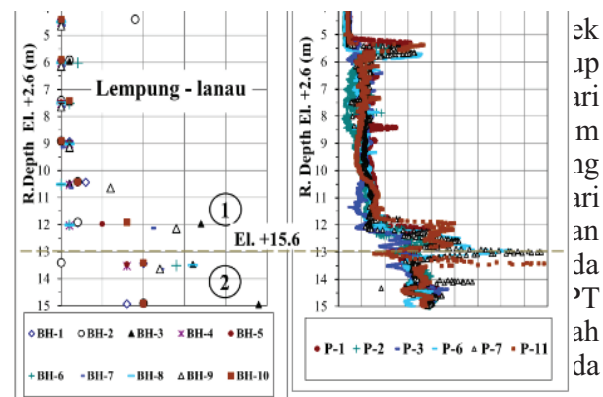 R.Depth El. +2.6 (m)
4
5
6
7
8
9
10
11
12
13
14
15
Lempung - lanau
1
El. +15.6
2
BH-1 BH-2 BH-3 BH-4 BH-5
BH-6 BH-7 BH-8 BH-9 BH-10
R. Depth El. +2.6 (m)
4
5
6
7
8
9
10
11
12
13
14
15
P-1 P-2 P-3 P-6 P-7 P-11
ek
up
ari
m
ng
ari
an
da
PT
ah
da